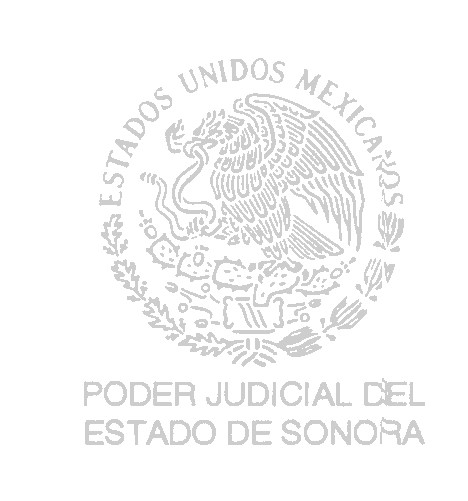 ESTADOS UNIDOS MEXICANOS
PODER JUDICIAL DEL
ESTADO DE SONORA